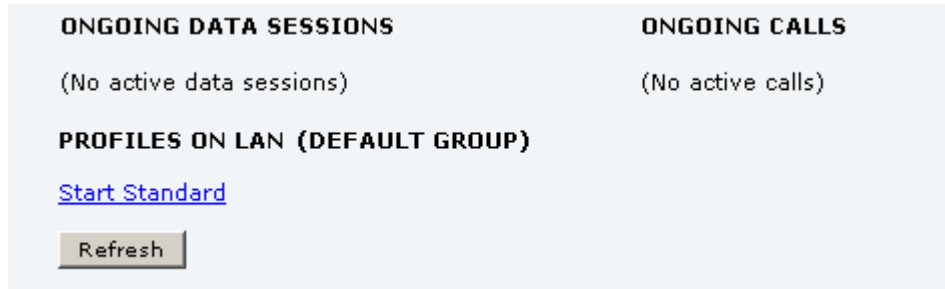 ONGOING DATA SESSIONS
ONGOING CALLS
(No active data sessions)
(No active calls)
PROFILES ON LAN (DEFAULT GROUP)
Start Standard
Refresh